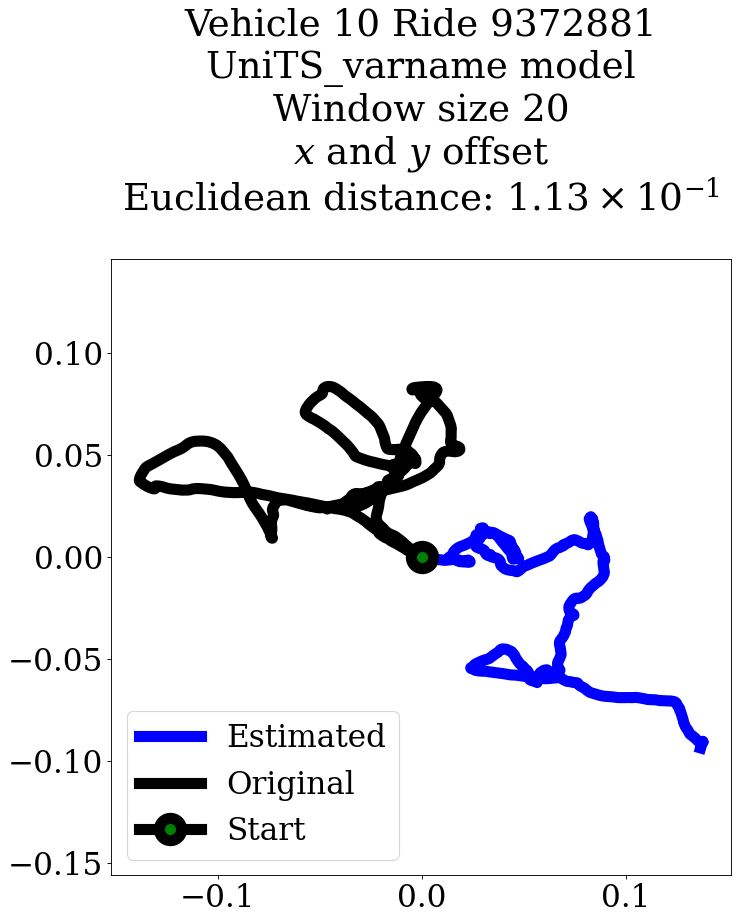 Vehicle 10 Ride 9372881
UniTS_varname model
Window size 20
x and y offset
Euclidean distance: 1.13 × 10⁻¹
0.10
0.05
0.00
−0.05
−0.10
−0.15
Estimated
Original
Start
−0.1 0.0 0.1